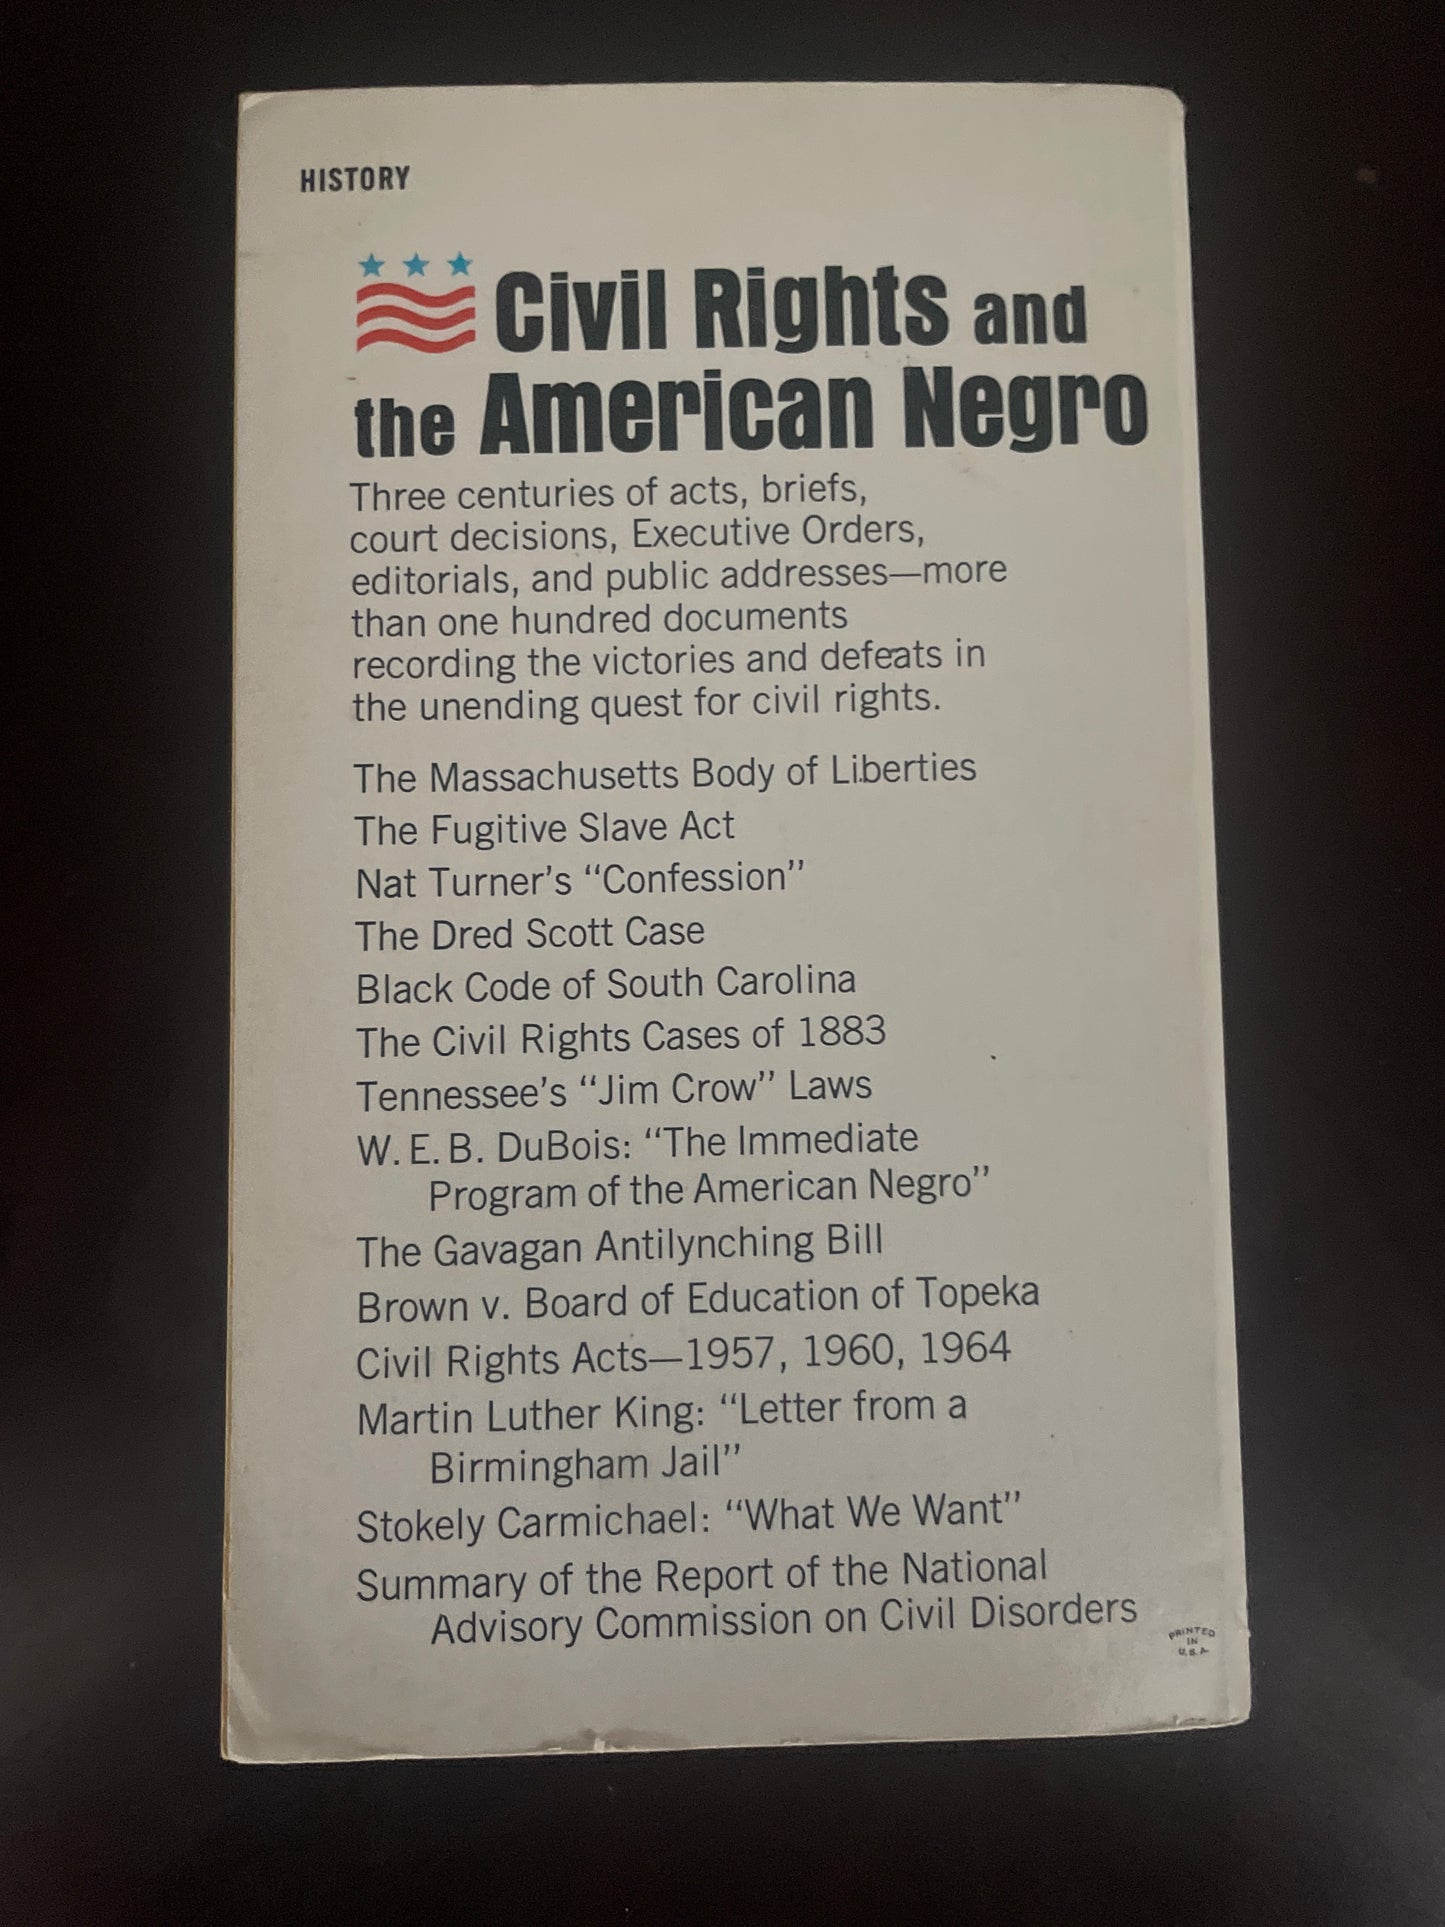 HISTORY
Civil Rights and
the American Negro
Three centuries of acts, briefs,
court decisions, Executive Orders,
editorials, and public addresses—more
than one hundred documents
recording the victories and defeats in
the unending quest for civil rights.
The Massachusetts Body of Liberties
The Fugitive Slave Act
Nat Turner’s “Confession”
The Dred Scott Case
Black Code of South Carolina
The Civil Rights Cases of 1883
Tennessee’s “Jim Crow” Laws
W. E. B. DuBois: “The Immediate
Program of the American Negro”
The Gavagan Antilynching Bill
Brown v. Board of Education of Topeka
Civil Rights Acts—1957, 1960, 1964
Martin Luther King: “Letter from a
Birmingham Jail”
Stokely Carmichael: “What We Want”
Summary of the Report of the National
Advisory Commission on Civil Disorders
PRINTED
IN
U.S.A.